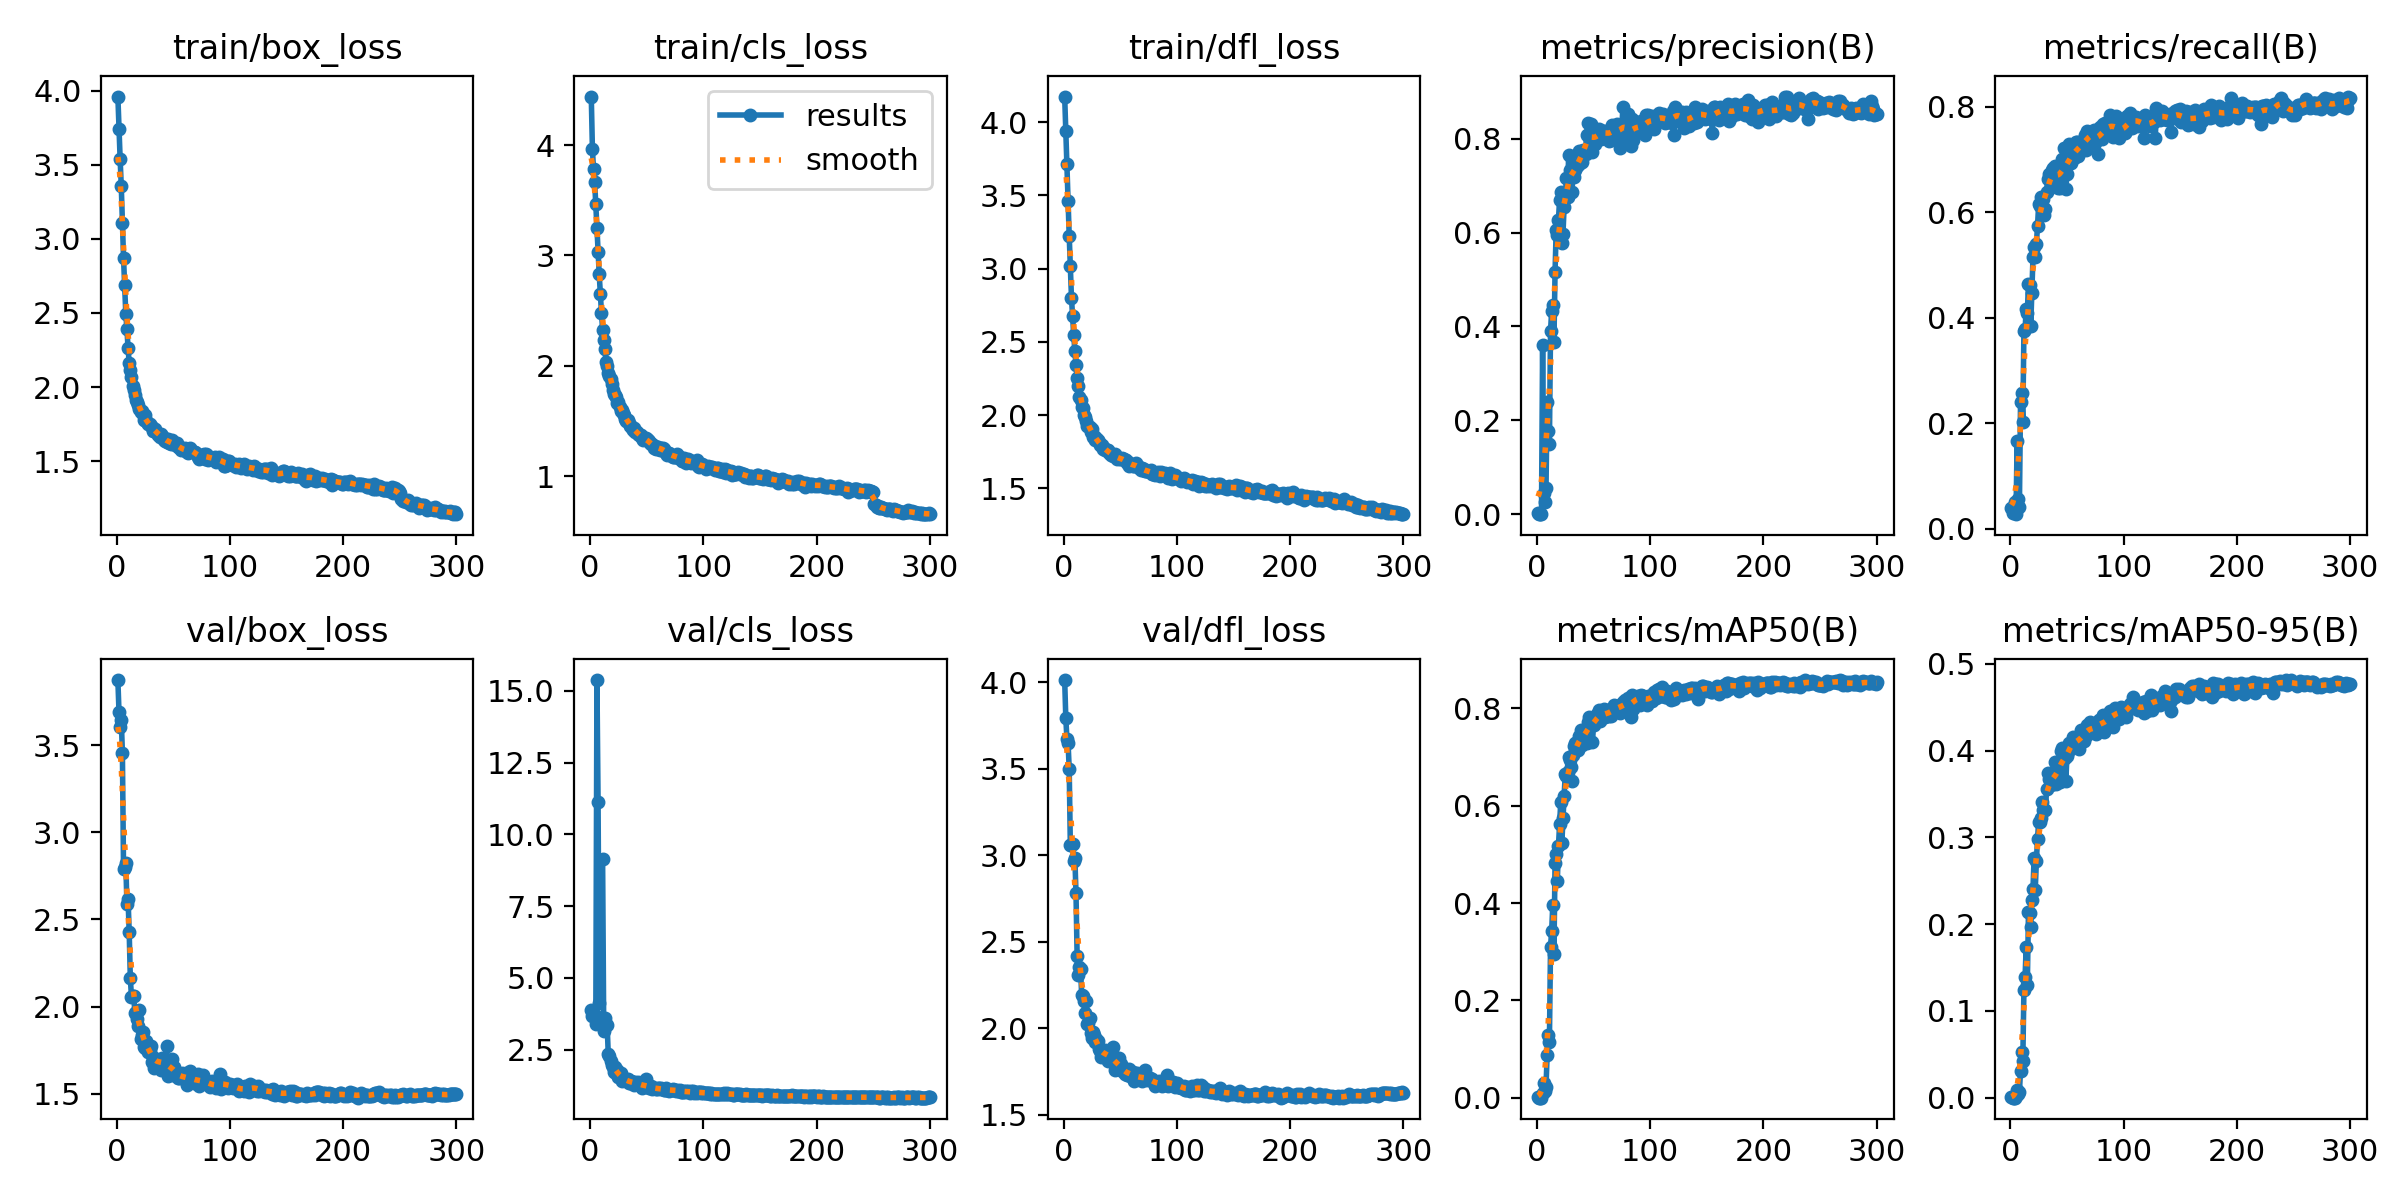 train/box_loss
4.0
3.5
3.0
2.5
2.0
1.5
0 100 200 300
train/cls_loss
results
smooth
4
3
2
1
0 100 200 300
train/dfl_loss
4.0
3.5
3.0
2.5
2.0
1.5
0 100 200 300
metrics/precision(B)
0.8
0.6
0.4
0.2
0.0
0 100 200 300
metrics/recall(B)
0.8
0.6
0.4
0.2
0.0
0 100 200 300
val/box_loss
3.5
3.0
2.5
2.0
1.5
0 100 200 300
val/cls_loss
15.0
12.5
10.0
7.5
5.0
2.5
0 100 200 300
val/dfl_loss
4.0
3.5
3.0
2.5
2.0
1.5
0 100 200 300
metrics/mAP50(B)
0.8
0.6
0.4
0.2
0.0
0 100 200 300
metrics/mAP50-95(B)
0.5
0.4
0.3
0.2
0.1
0.0
0 100 200 300